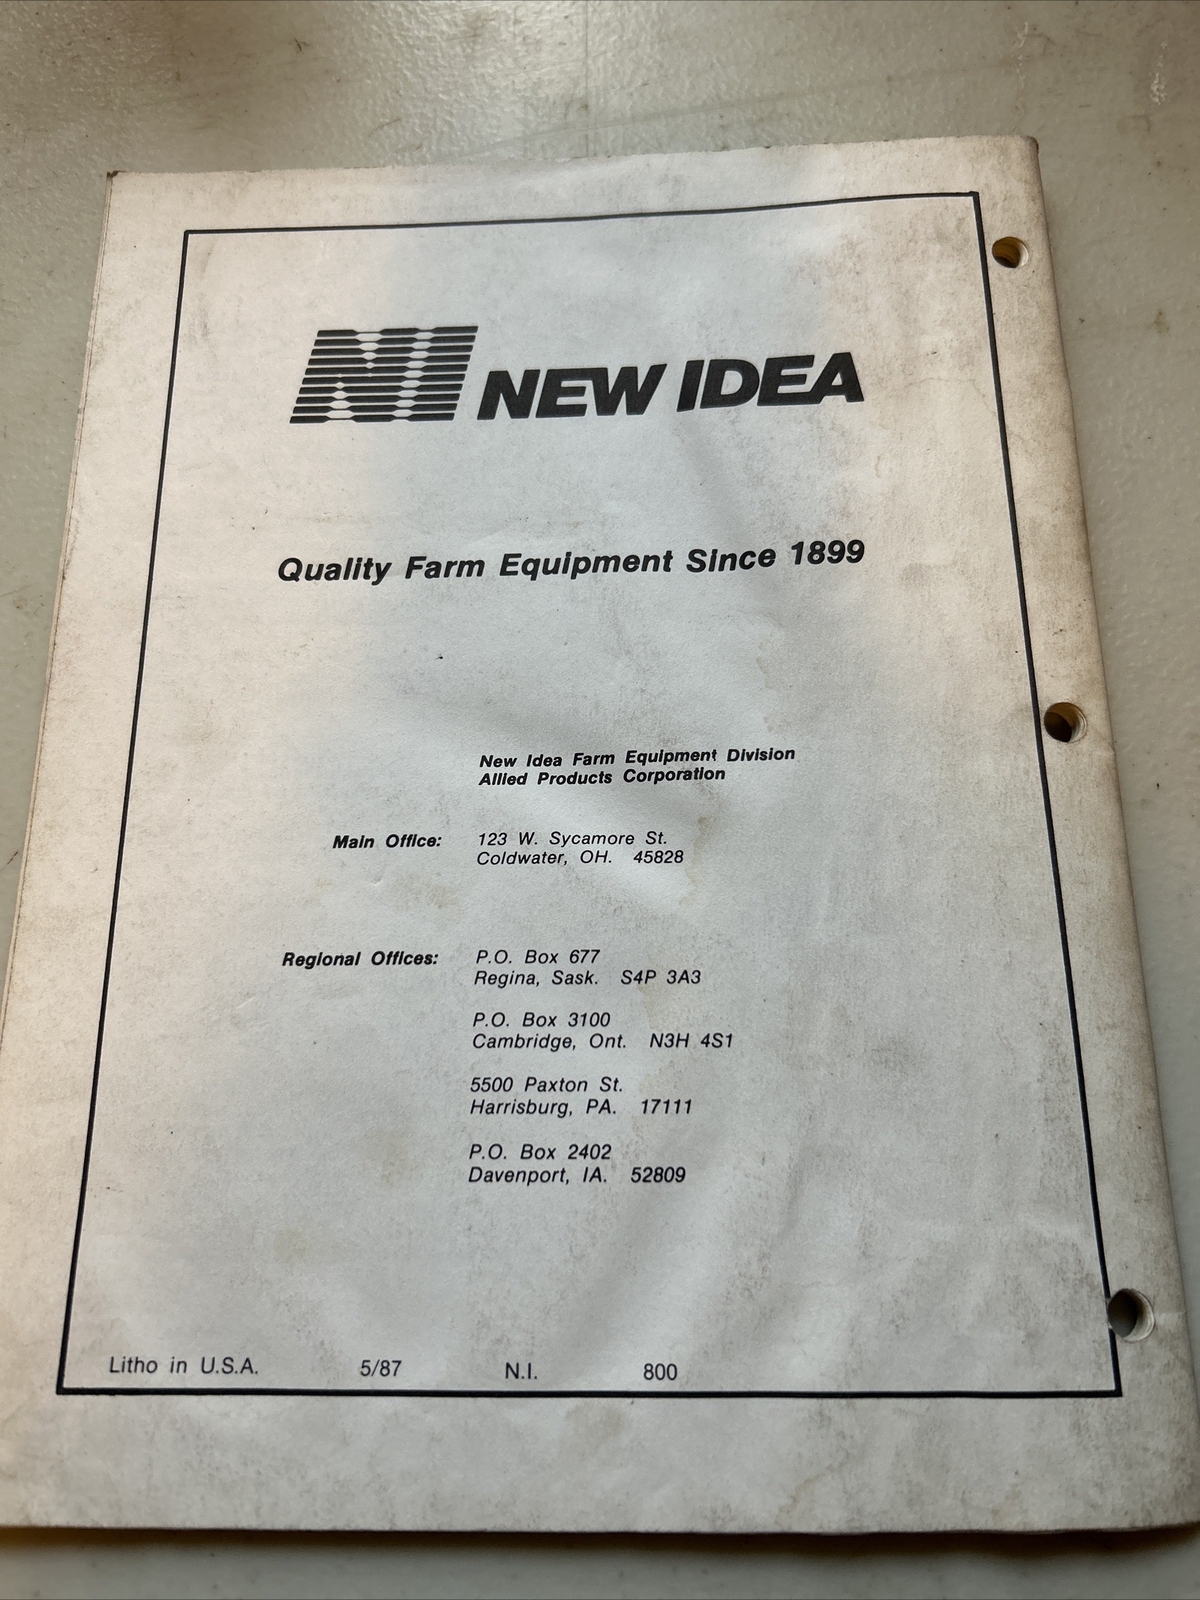 NI NEW IDEA
Quality Farm Equipment Since 1899
New Idea Farm Equipment Division
Allied Products Corporation
Main Office: 123 W. Sycamore St.
Coldwater, OH. 45828
Regional Offices: P.O. Box 677
Regina, Sask. S4P 3A3
P.O. Box 3100
Cambridge, Ont. N3H 4S1
5500 Paxton St.
Harrisburg, PA. 17111
P.O. Box 2402
Davenport, IA. 52809
Litho in U.S.A. 5/87 N.I. 800